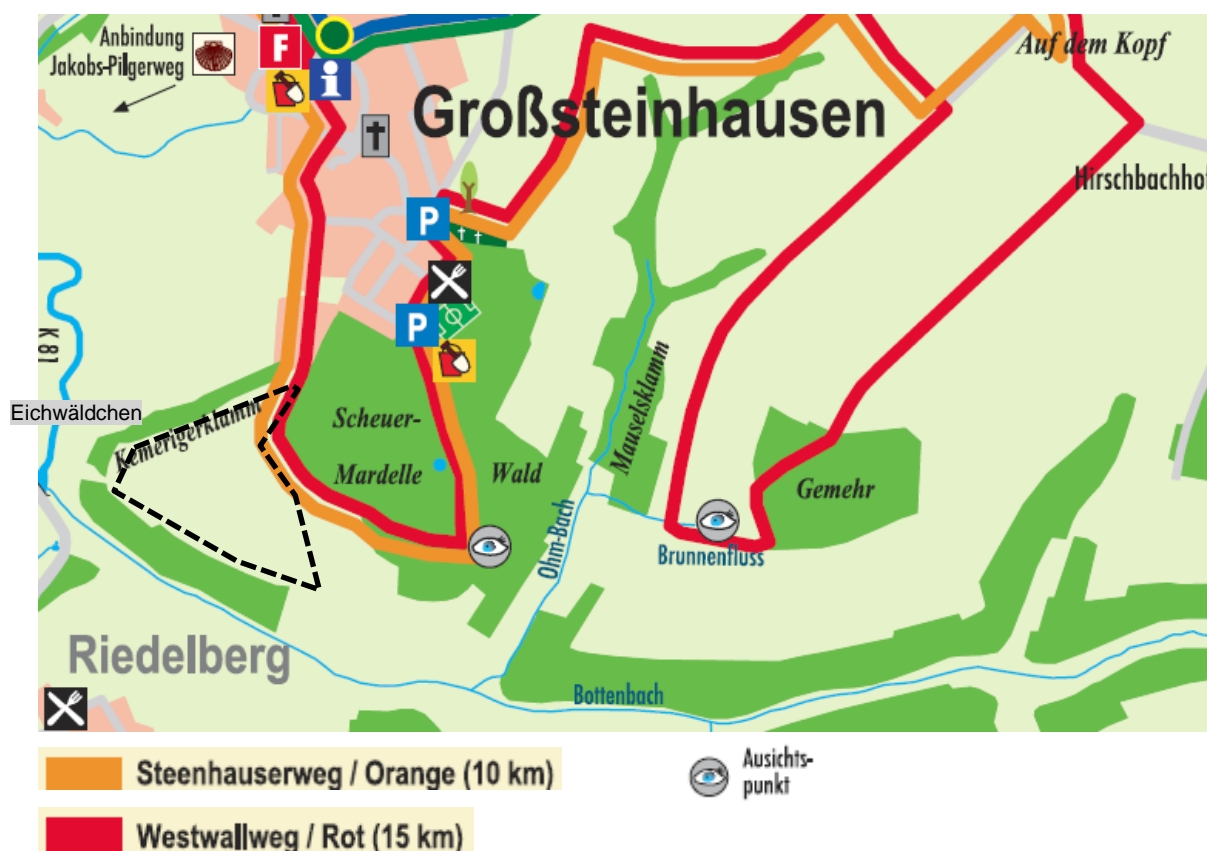 Anbindung
Jakobs-Pilgerweg
F
i
Auf dem Kopf
Großsteinhausen
Hirschbachhof
P
K 81
P
Eichwäldchen
Kemerigerklamm
Scheuer-
Mardelle
Wald
Mauselsklamm
Gemehr
Ohm-Bach
Brunnenfluss
Riedelberg
Bottenbach
Steenhauserweg / Orange (10 km)
Ausichts-
punkt
Westwallweg / Rot (15 km)